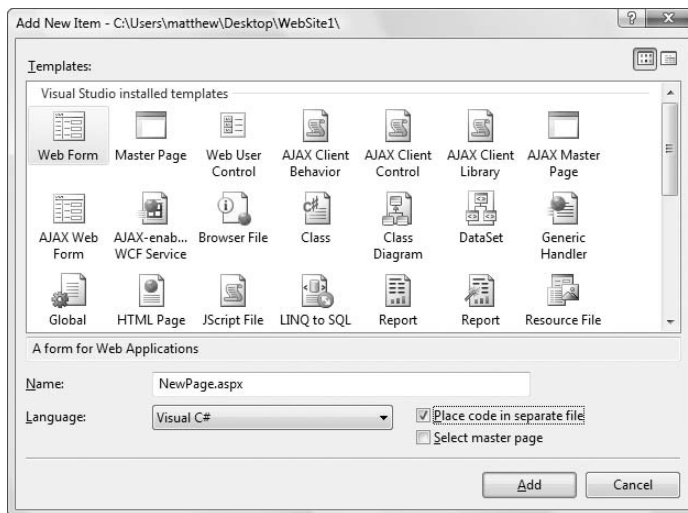 Add New Item - C:\Users\matthew\Desktop\WebSite1\
Templates:
Visual Studio installed templates
Web Form
Master Page
Web User
Control
AJAX Client
Behavior
AJAX Client
Control
AJAX Client
Library
AJAX Master
Page
AJAX Web
Form
AJAX-enab...
WCF Service
Browser File
Class
Class
Diagram
DataSet
Generic
Handler
Global
HTML Page
JScript File
LINQ to SQL
Report
Report
Resource File
A form for Web Applications
Name:
NewPage.aspx
Language:
Visual C#
Place code in separate file
Select master page
Add
Cancel